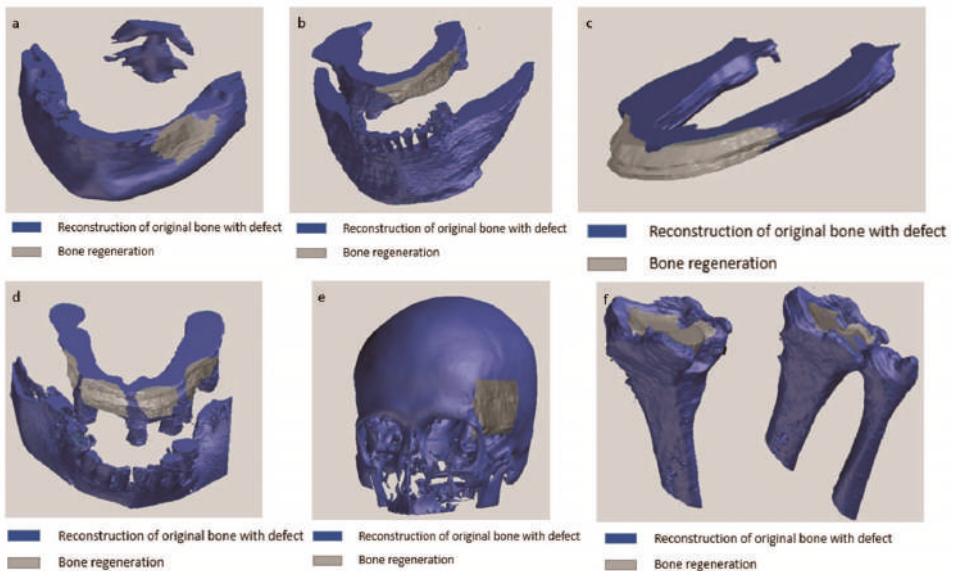 a
Reconstruction of original bone with defect
Bone regeneration
b
Reconstruction of original bone with defect
Bone regeneration
c
Reconstruction of original bone with defect
Bone regeneration
d
Reconstruction of original bone with defect
Bone regeneration
e
Reconstruction of original bone with defect
Bone regeneration
f
Reconstruction of original bone with defect
Bone regeneration